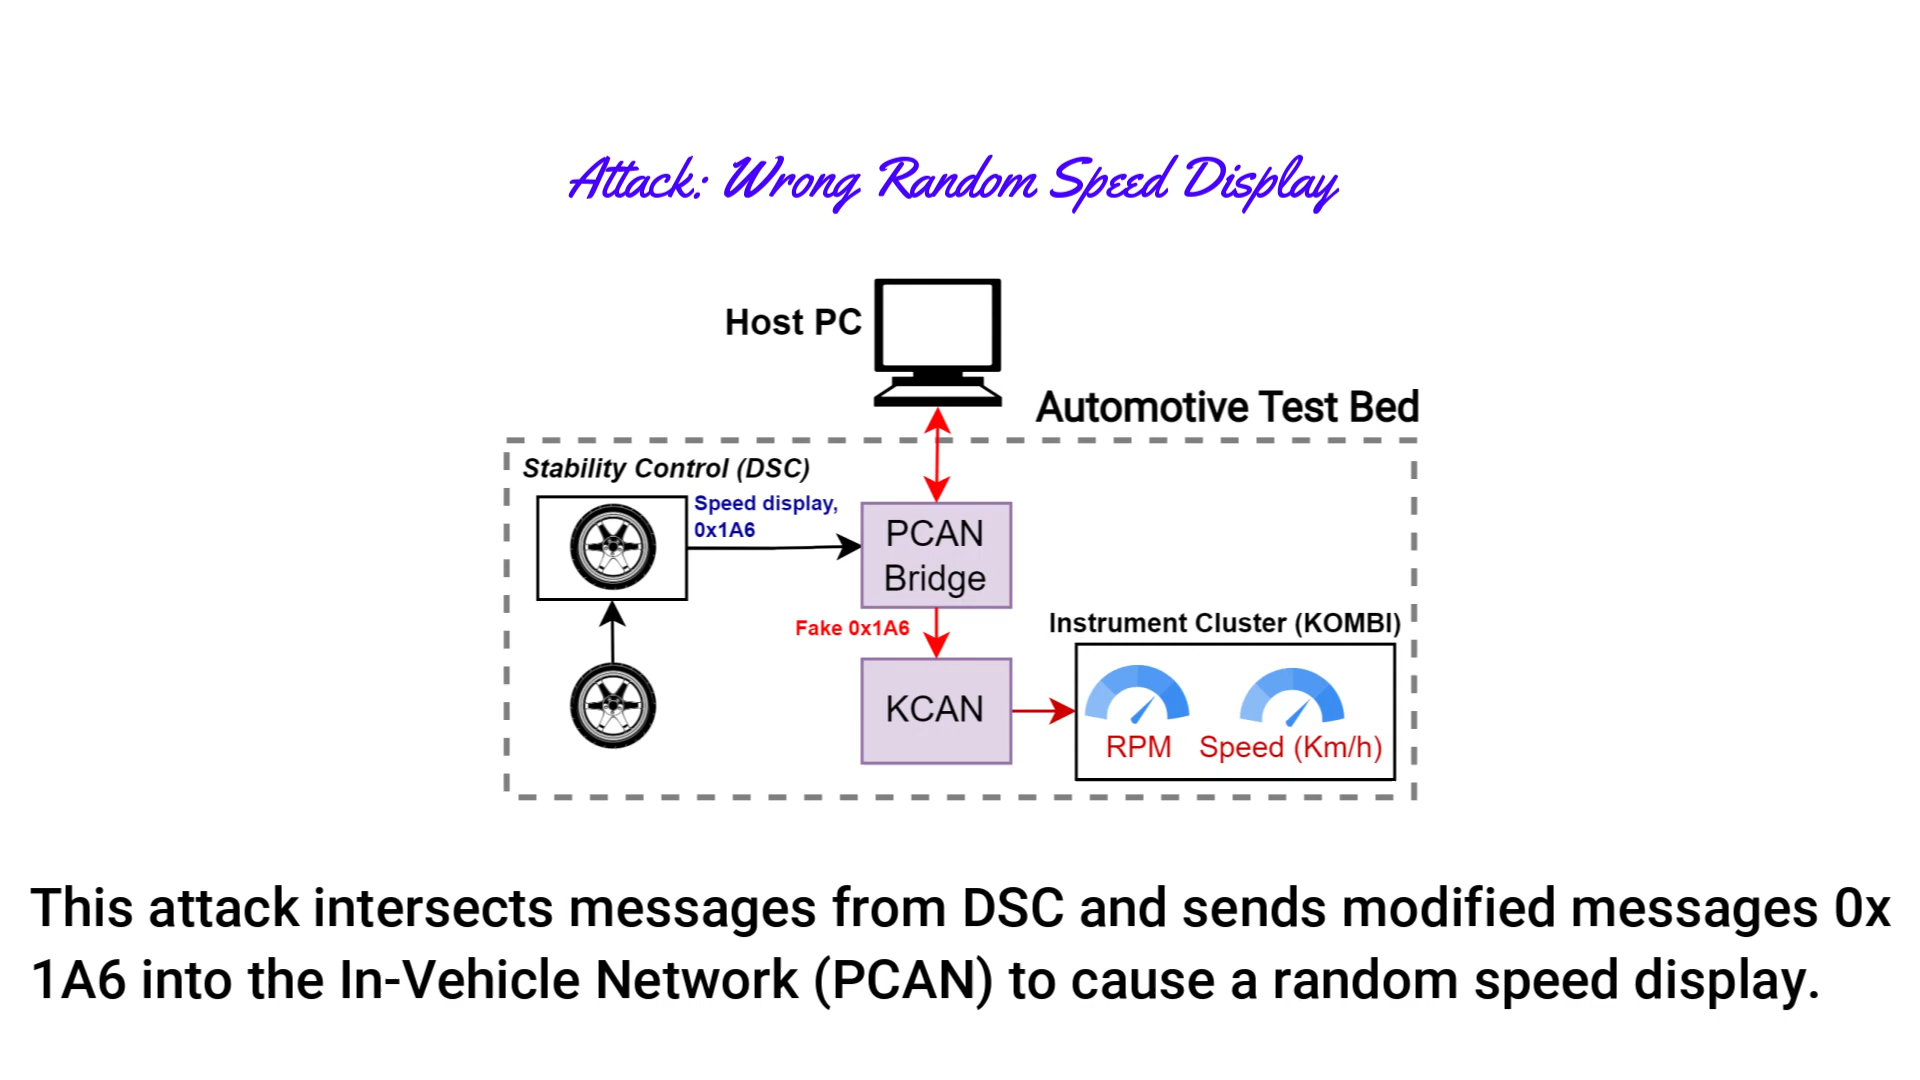 Attack: Wrong Random Speed Display
Host PC
Automotive Test Bed
Stability Control (DSC)
Speed display,
0x1A6
PCAN
Bridge
Fake 0x1A6
KCAN
Instrument Cluster (KOMBI)
RPM
Speed (Km/h)
This attack intersects messages from DSC and sends modified messages 0x
1A6 into the In-Vehicle Network (PCAN) to cause a random speed display.